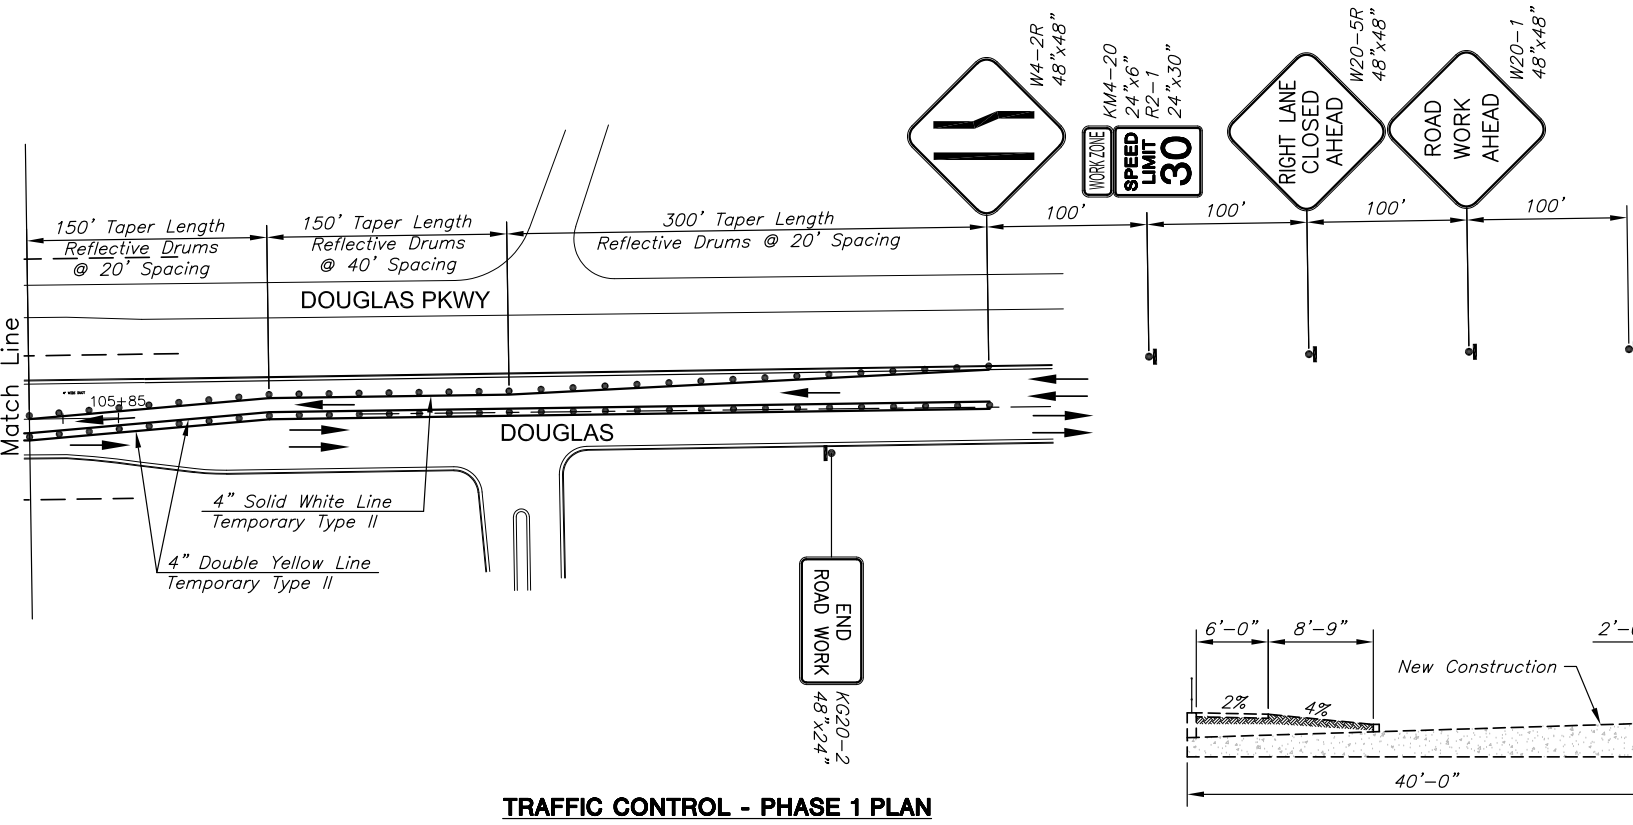 W4-2R
48"x48"
KM4-20
24"x6"
R2-1
24"x30"
W20-5R
48"x48"
W20-1
48"x48"
WORK ZONE
SPEED
LIMIT
30
RIGHT LANE
CLOSED
AHEAD
ROAD
WORK
AHEAD
150' Taper Length
Reflective Drums
@ 20' Spacing
150' Taper Length
Reflective Drums
@ 40' Spacing
300' Taper Length
Reflective Drums @ 20' Spacing
100'
100'
100'
100'
DOUGLAS PKWY
Match Line
105+85
DOUGLAS
4" Solid White Line
Temporary Type II
4" Double Yellow Line
Temporary Type II
END
ROAD WORK
KG20-2
48"x24"
6'-0"
8'-9"
New Construction
2%
4%
40'-0"
TRAFFIC CONTROL - PHASE 1 PLAN